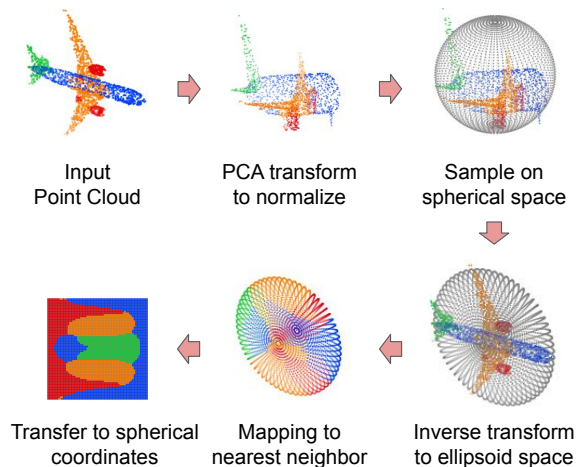 Input
Point Cloud
PCA transform
to normalize
Sample on
spherical space
Transfer to spherical
coordinates
Mapping to
nearest neighbor
Inverse transform
to ellipsoid space